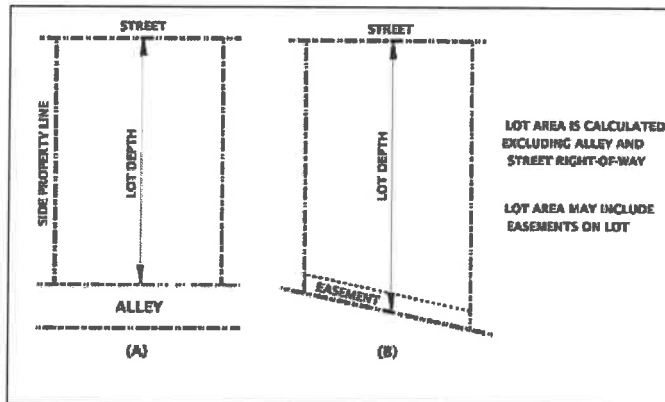 STREET
STREET
SIDE PROPERTY LINE
LOT DEPTH
LOT DEPTH
LOT AREA IS CALCULATED
EXCLUDING ALLEY AND
STREET RIGHT-OF-WAY
LOT AREA MAY INCLUDE
EASEMENTS ON LOT
EASEMENT
ALLEY
(A)
(B)